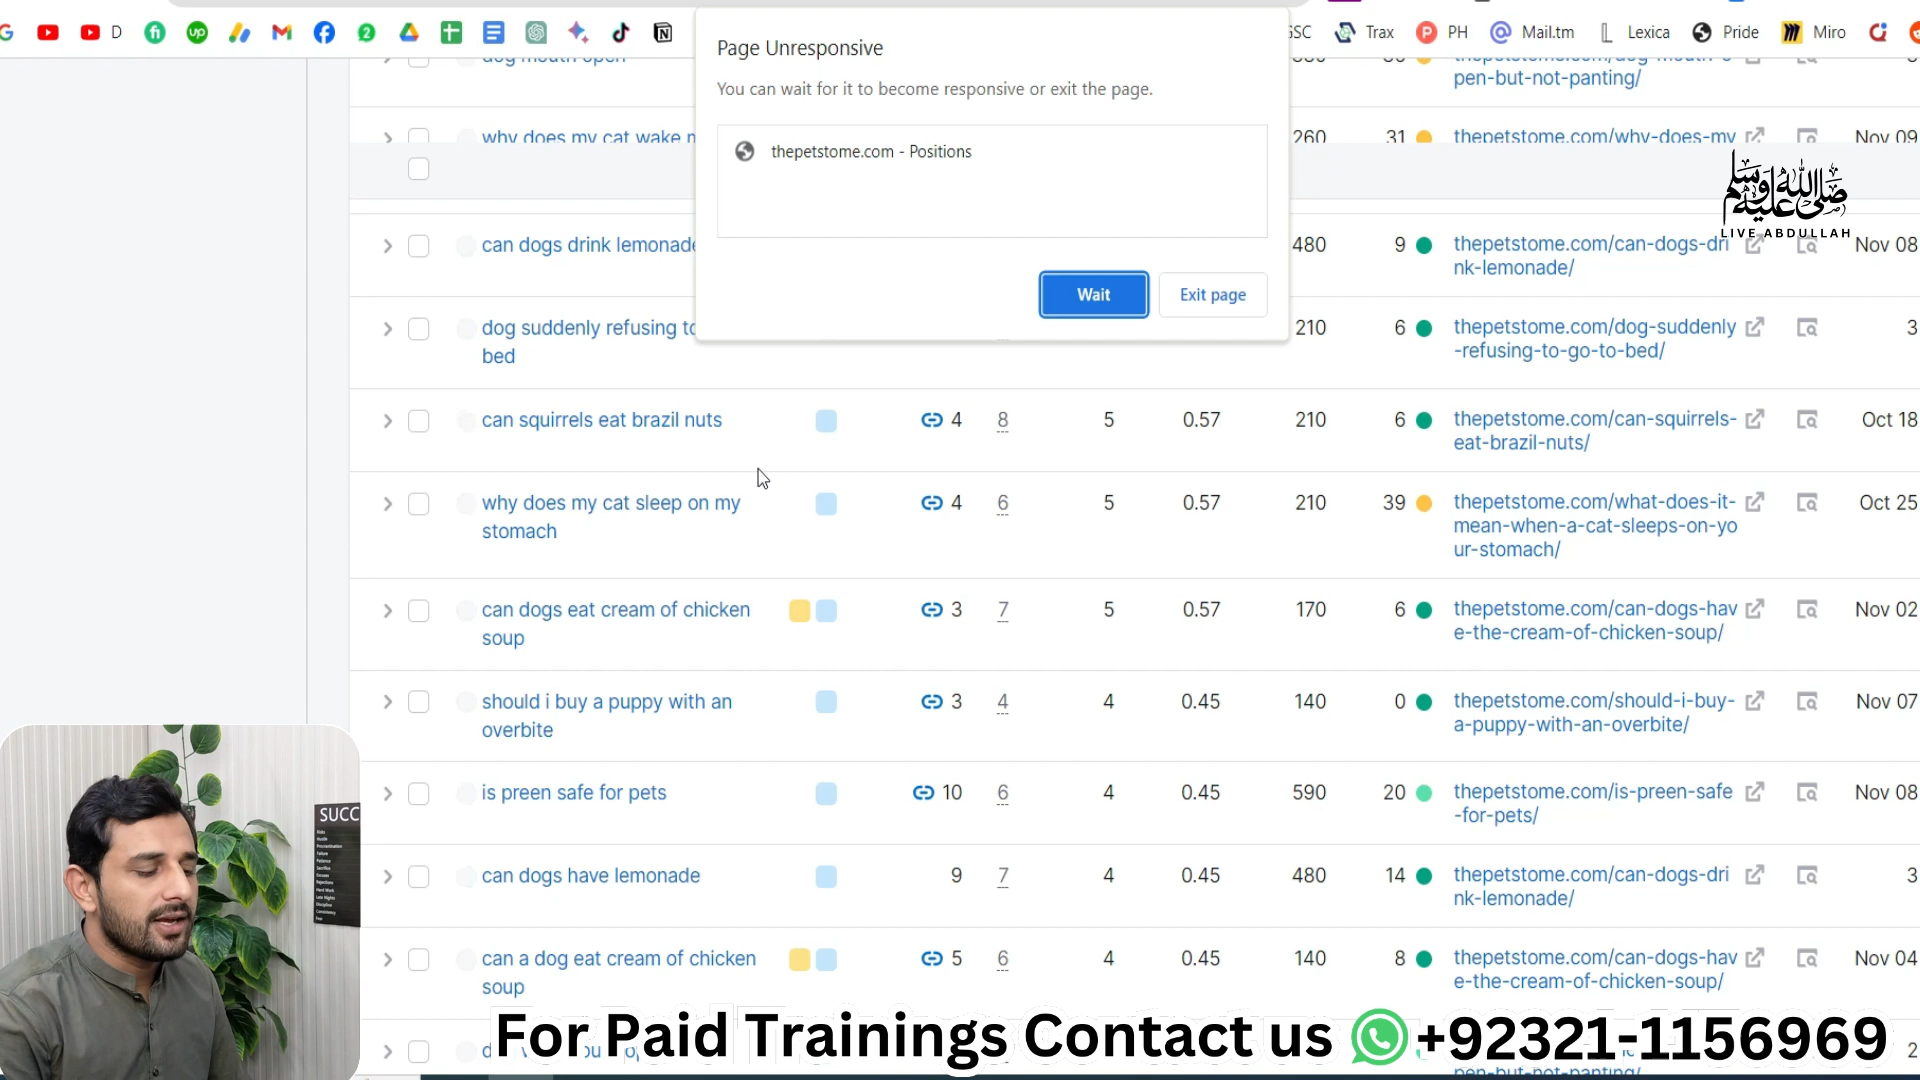 D
GSC
Trax
PH
Mail.tm
Lexica
Pride
Miro
Page Unresponsive
You can wait for it to become responsive or exit the page.
thepetstome.com - Positions
Wait
Exit page
pen-but-not-panting/
why does my cat wake
260
31
thepetstome.com/why-does-my
Nov 09
صلى الله عليه وسلم
LIVE ABDULLAH
can dogs drink lemonade
480
9
thepetstome.com/can-dogs-dri
nk-lemonade/
Nov 08
dog suddenly refusing to
bed
210
6
thepetstome.com/dog-suddenly
-refusing-to-go-to-bed/
3
can squirrels eat brazil nuts
4
8
5
0.57
210
6
thepetstome.com/can-squirrels-
eat-brazil-nuts/
Oct 18
why does my cat sleep on my
stomach
4
6
5
0.57
210
39
thepetstome.com/what-does-it-
mean-when-a-cat-sleeps-on-yo
ur-stomach/
Oct 25
can dogs eat cream of chicken
soup
3
7
5
0.57
170
6
thepetstome.com/can-dogs-hav
e-the-cream-of-chicken-soup/
Nov 02
should i buy a puppy with an
overbite
3
4
4
0.45
140
0
thepetstome.com/should-i-buy-
a-puppy-with-an-overbite/
Nov 07
is preen safe for pets
10
6
4
0.45
590
20
thepetstome.com/is-preen-safe
-for-pets/
Nov 08
can dogs have lemonade
9
7
4
0.45
480
14
thepetstome.com/can-dogs-dri
nk-lemonade/
3
can a dog eat cream of chicken
soup
5
6
4
0.45
140
8
thepetstome.com/can-dogs-hav
e-the-cream-of-chicken-soup/
Nov 04
SUCC
For Paid Trainings Contact us +92321-1156969
2
pen-but-not-panting/